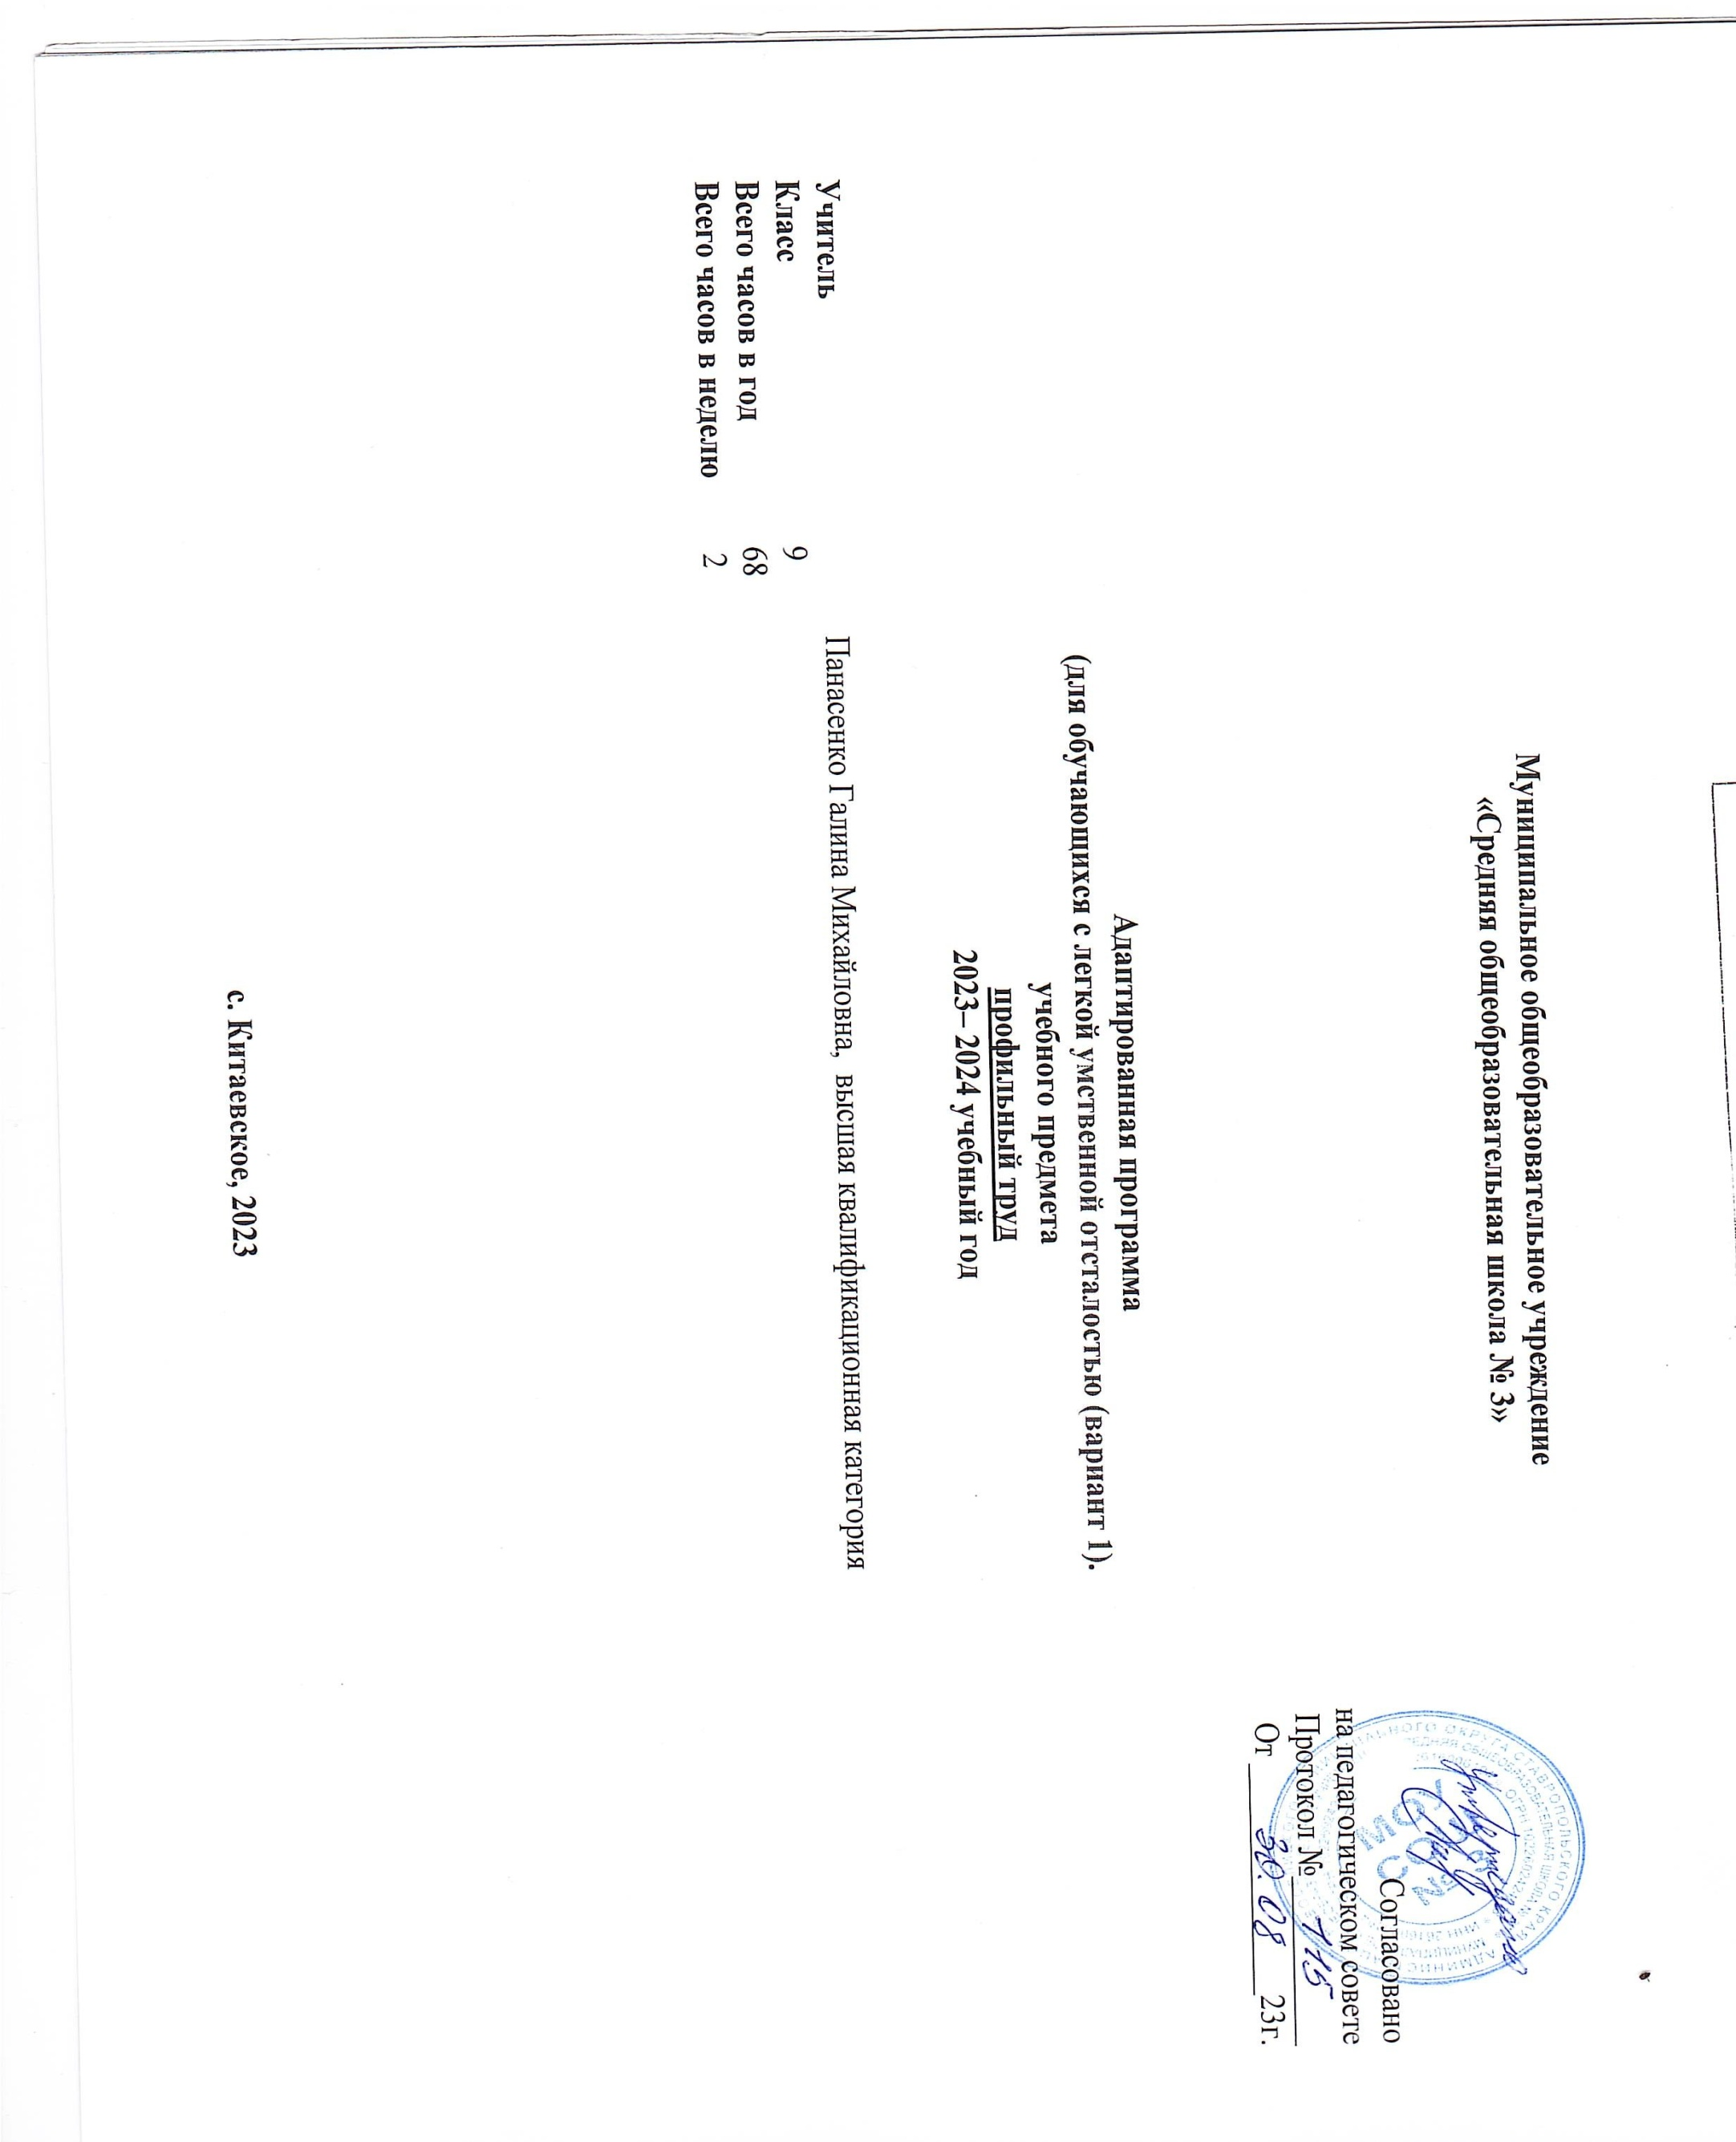 Муниципальное общеобразовательное учреждение
«Средняя общеобразовательная школа № 3»
Согласовано
на педагогическом совете
Протокол № 115
От 30.08 23г.
Адаптированная программа
(для обучающихся с легкой умственной отсталостью (вариант 1).
учебного предмета
профильный труд
2023– 2024 учебный год
Учитель Панасенко Галина Михайловна, высшая квалификационная категория
Класс 9
Всего часов в год 68
Всего часов в неделю 2
с. Китаевское, 2023